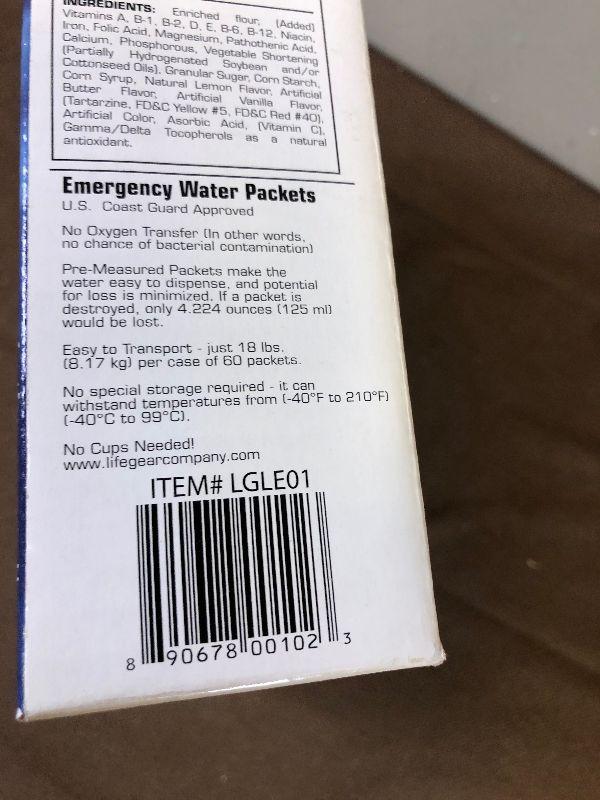 INGREDIENTS: Enriched flour, (Added)
Vitamins A, B-1, B-2, D, E, B-6, B-12, Niacin,
Iron, Folic Acid, Magnesium, Pathothenic Acid,
Calcium, Phosphorous, Vegetable Shortening
(Partially Hydrogenated Soybean and/or
Cottonseed Oils), Granular Sugar, Corn Starch,
Corn Syrup, Natural Lemon Flavor, Artificial
Butter Flavor, Artificial Vanilla Flavor,
(Tartarzine, FD&C Yellow #5, FD&C Red #40),
Artificial Color, Asorbic Acid, (Vitamin C),
Gamma/Delta Tocopherols as a natural
antioxidant.
Emergency Water Packets
U.S. Coast Guard Approved
No Oxygen Transfer (In other words,
no chance of bacterial contamination)
Pre-Measured Packets make the
water easy to dispense, and potential
for loss is minimized. If a packet is
destroyed, only 4.224 ounces (125 ml)
would be lost.
Easy to Transport - just 18 lbs.
(8.17 kg) per case of 60 packets.
No special storage required - it can
withstand temperatures from (-40°F to 210°F)
(-40°C to 99°C).
No Cups Needed!
www.lifegearcompany.com
ITEM# LGLE01
8 90678 00102 3